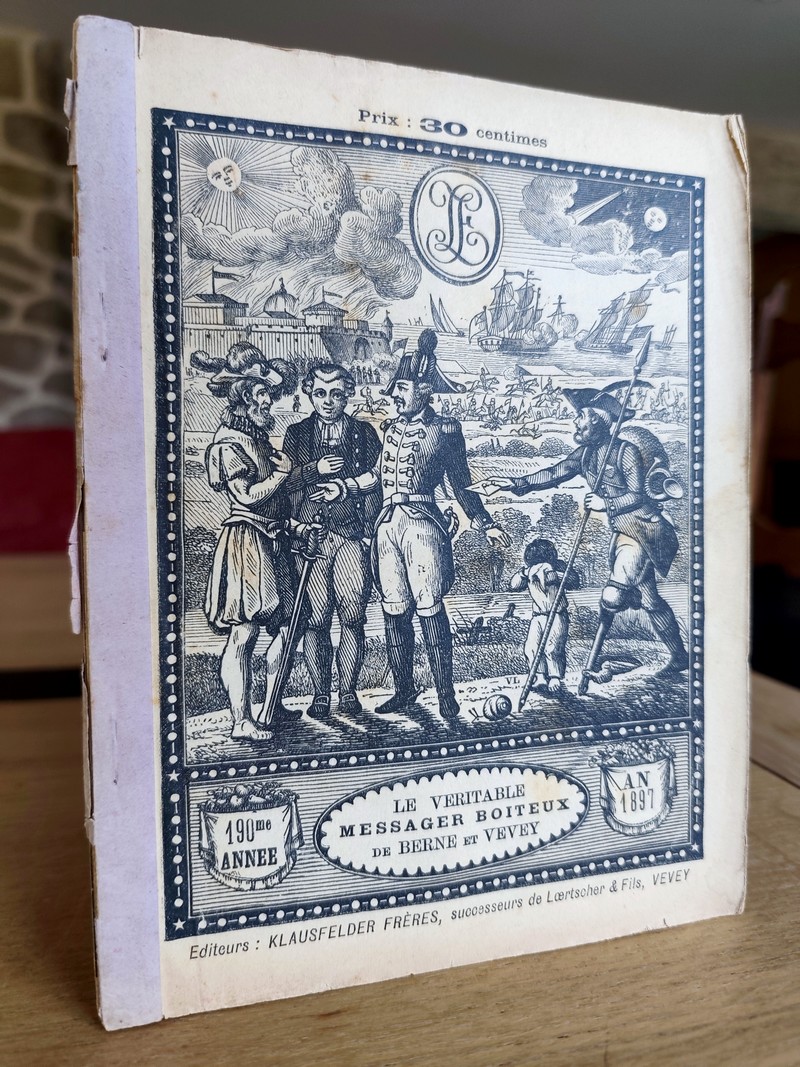 Prix : 30 centimes
VL
190me
ANNEE
LE VERITABLE
MESSAGER BOITEUX
DE BERNE ET VEVEY
AN
1897
Editeurs : KLAUSFELDER FRÈRES, successeurs de Lœrtscher & Fils, VEVEY